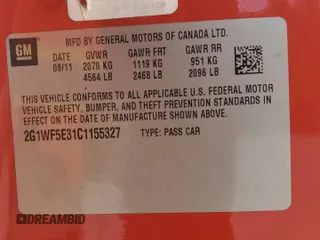 GM
MFD BY GENERAL MOTORS OF CANADA LTD.
DATE GVWR GAWR FRT GAWR RR
09/11 2070 KG 1119 KG 951 KG
4564 LB 2468 LB 2096 LB
THIS VEHICLE CONFORMS TO ALL APPLICABLE U.S. FEDERAL MOTOR
VEHICLE SAFETY, BUMPER, AND THEFT PREVENTION STANDARDS IN
EFFECT ON THE DATE OF MANUFACTURE SHOWN ABOVE.
2G1WF5E31C1155327 TYPE: PASS CAR
DREAMBID